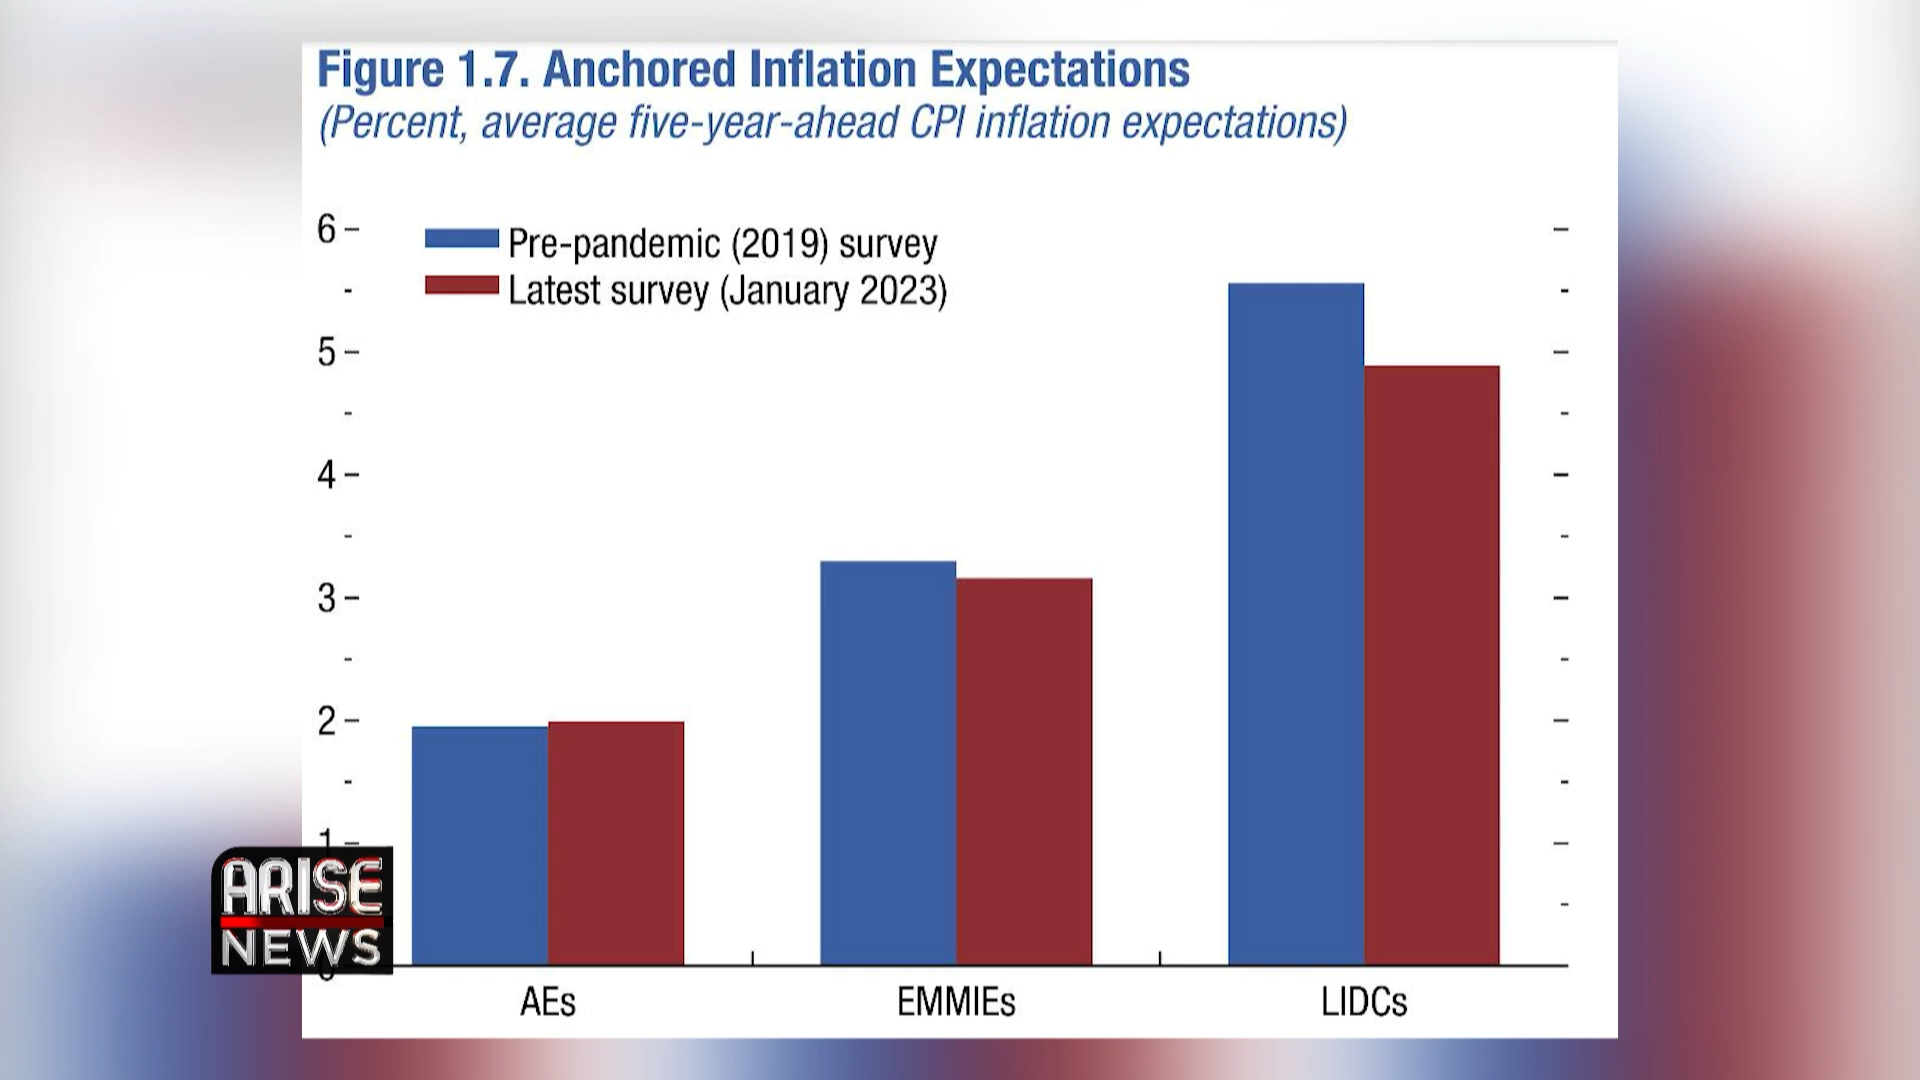 Figure 1.7. Anchored Inflation Expectations
(Percent, average five-year-ahead CPI inflation expectations)
6
Pre-pandemic (2019) survey
Latest survey (January 2023)
5
4
3
2
1
0
ARISE
NEWS
AEs
EMMIEs
LIDCs